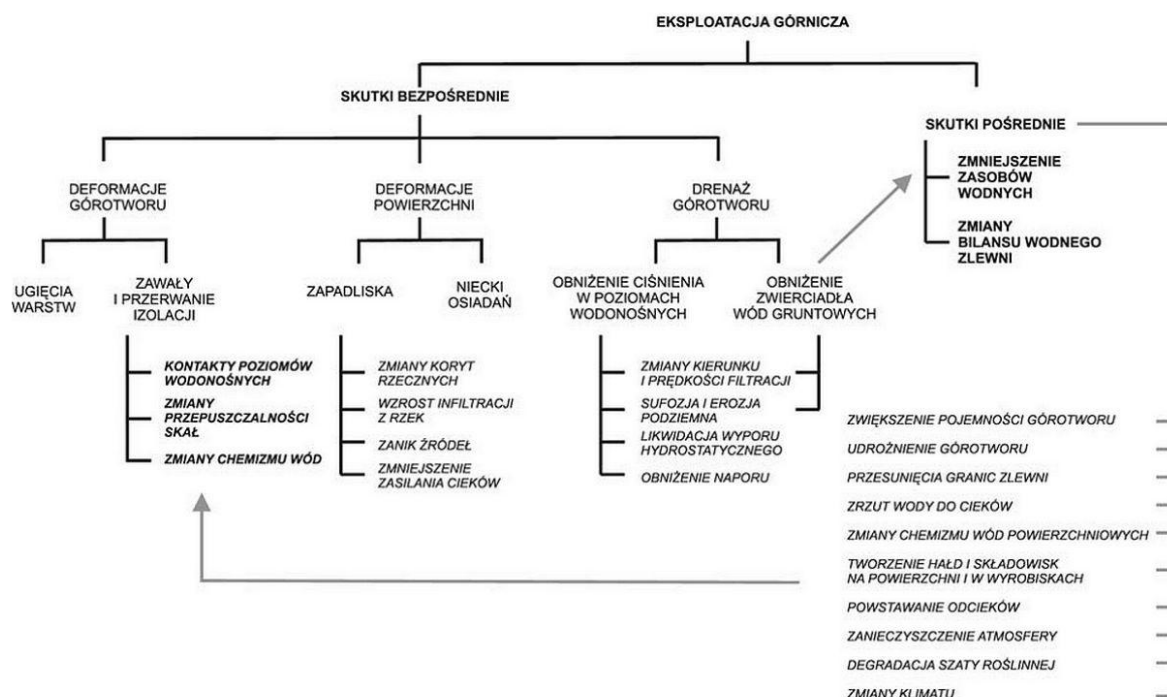 EKSPLOATACJA GÓRNICZA
SKUTKI BEZPOŚREDNIE
SKUTKI POŚREDNIE
ZMNIEJSZENIE
ZASOBÓW
WODNYCH
ZMIANY
BILANSU WODNEGO
ZLEWNI
DEFORMACJE
GÓROTWORU
DEFORMACJE
POWIERZCHNI
DRENAŻ
GÓROTWORU
UGIĘCIA
WARSTW
ZAWAŁY
I PRZERWANIE
IZOLACJI
ZAPADLISKA
NIECKI
OSIADAŃ
OBNIŻENIE CIŚNIENIA
W POZIOMACH
WODONOŚNYCH
OBNIŻENIE
ZWIERCIADŁA
WÓD GRUNTOWYCH
KONTAKTY POZIOMÓW
WODONOŚNYCH
ZMIANY
PRZEPUSZCZALNOŚCI
SKAŁ
ZMIANY CHEMIZMU WÓD
ZMIANY KORYT
RZECZNYCH
WZROST INFILTRACJI
Z RZEK
ZANIK ŹRÓDEŁ
ZMNIEJSZENIE
ZASILANIA CIEKÓW
ZMIANY KIERUNKU
I PRĘDKOŚCI FILTRACJI
SUFOZJA I EROZJA
PODZIEMNA
LIKWIDACJA WYPORU
HYDROSTATYCZNEGO
OBNIŻENIE NAPORU
ZWIĘKSZENIE POJEMNOŚCI GÓROTWORU
UDROŻNIENIE GÓROTWORU
PRZESUNIĘCIA GRANIC ZLEWNI
ZRZUT WODY DO CIEKÓW
ZMIANY CHEMIZMU WÓD POWIERZCHNIOWYCH
TWORZENIE HAŁD I SKŁADOWISK
NA POWIERZCHNI I W WYROBISKACH
POWSTAWANIE ODCIEKÓW
ZANIECZYSZCZENIE ATMOSFERY
DEGRADACJA SZATY ROŚLINNEJ
ZMIANY KLIMATU